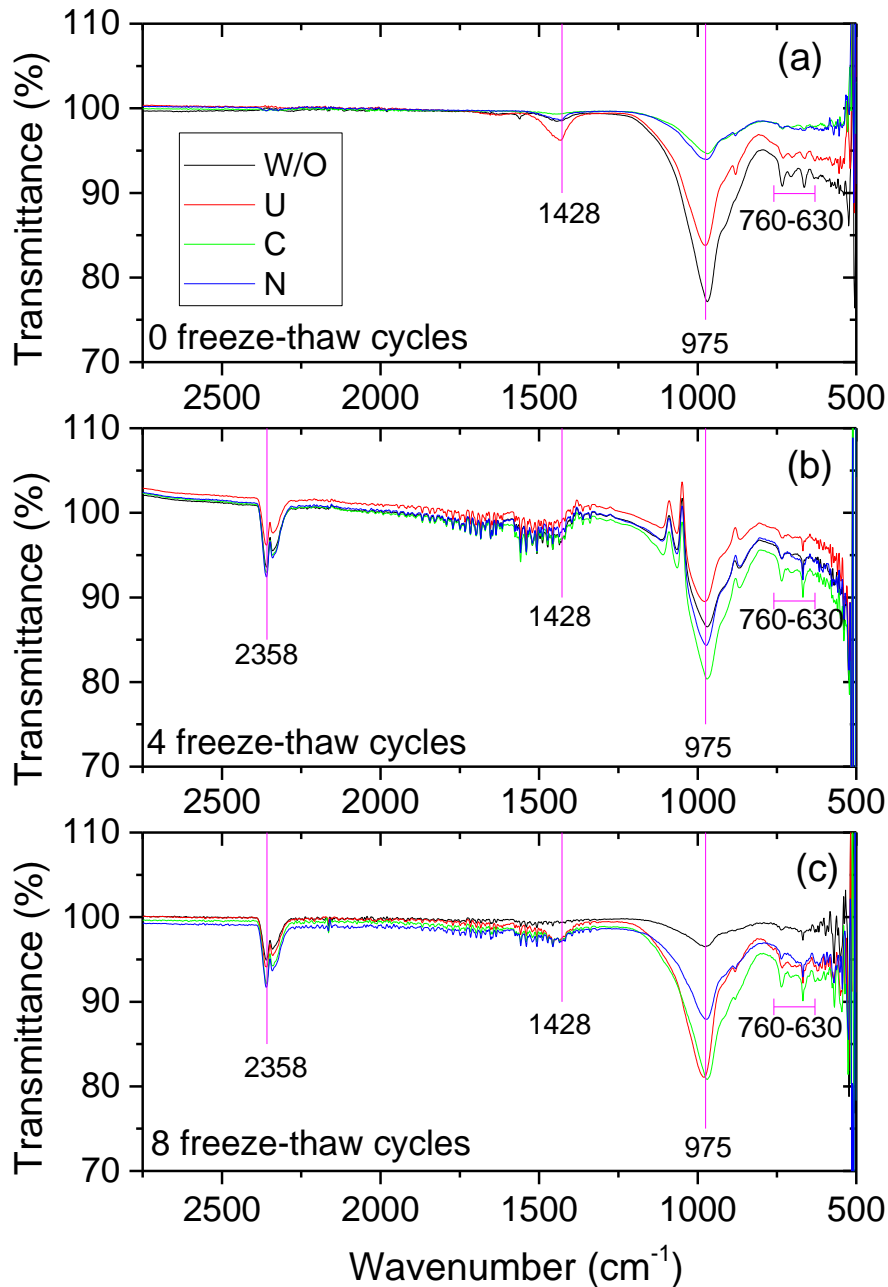 110
(a)
100
W/O
U
90
1428
760-630
C
N
80
Transmittance (%)
0 freeze-thaw cycles
975
70
2500 2000 1500 1000 500
110
(b)
100
90
1428
760-630
2358
80
Transmittance (%)
4 freeze-thaw cycles
975
70
2500 2000 1500 1000 500
110
(c)
100
90
1428
760-630
2358
80
Transmittance (%)
8 freeze-thaw cycles
975
70
2500 2000 1500 1000 500
Wavenumber (cm⁻¹)